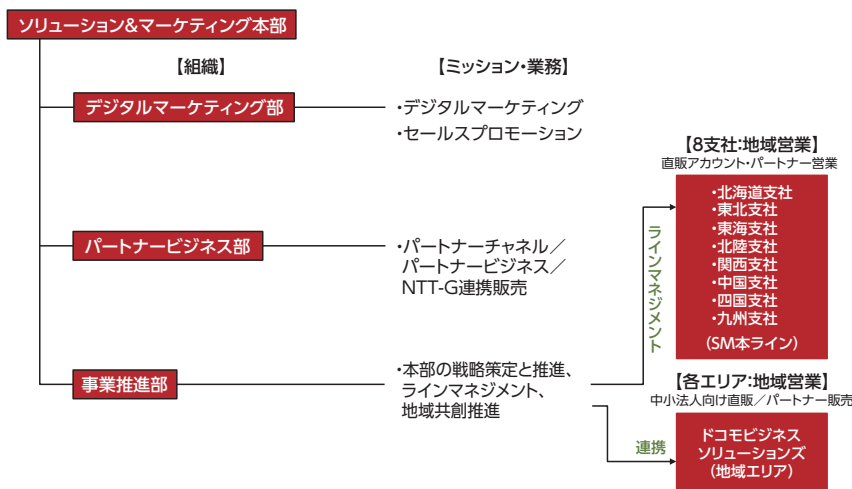 ソリューション&マーケティング本部
【組織】
【ミッション・業務】
デジタルマーケティング部
・デジタルマーケティング
・セールスプロモーション
パートナービジネス部
・パートナーチャネル／
パートナービジネス／
NTT-G連携販売
事業推進部
・本部の戦略策定と推進、
ラインマネジメント、
地域共創推進
ラインマネジメント
【8支社:地域営業】
直販アカウント・パートナー営業
・北海道支社
・東北支社
・東海支社
・北陸支社
・関西支社
・中国支社
・四国支社
・九州支社
（SM本ライン）
連携
【各エリア:地域営業】
中小法人向け直販／パートナー販売
ドコモビジネス
ソリューションズ
（地域エリア）